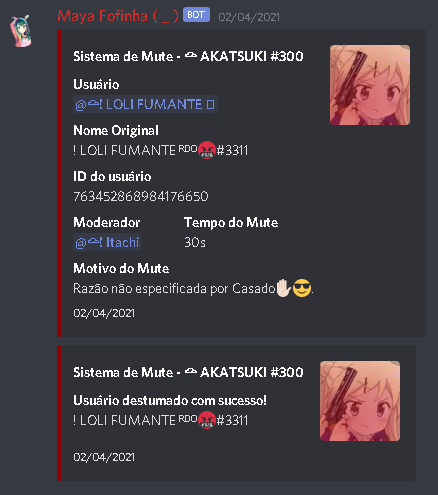 Maya Fofinha ( _ ) BOT 02/04/2021
Sistema de Mute - ☁ AKATSUKI #300
Usuário
@☁! LOLI FUMANTE
Nome Original
! LOLI FUMANTE ᴿᴰᴼ🤬#3311
ID do usuário
763452868984176650
Moderador Tempo do Mute
@☁! Itachi 30s
Motivo do Mute
Razão não especificada por Casado✋🏻😎.
02/04/2021
Sistema de Mute - ☁ AKATSUKI #300
Usuário destumado com sucesso!
! LOLI FUMANTE ᴿᴰᴼ🤬#3311
02/04/2021